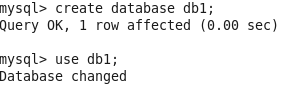 mysql> create database db1;
Query OK, 1 row affected (0.00 sec)
mysql> use db1;
Database changed